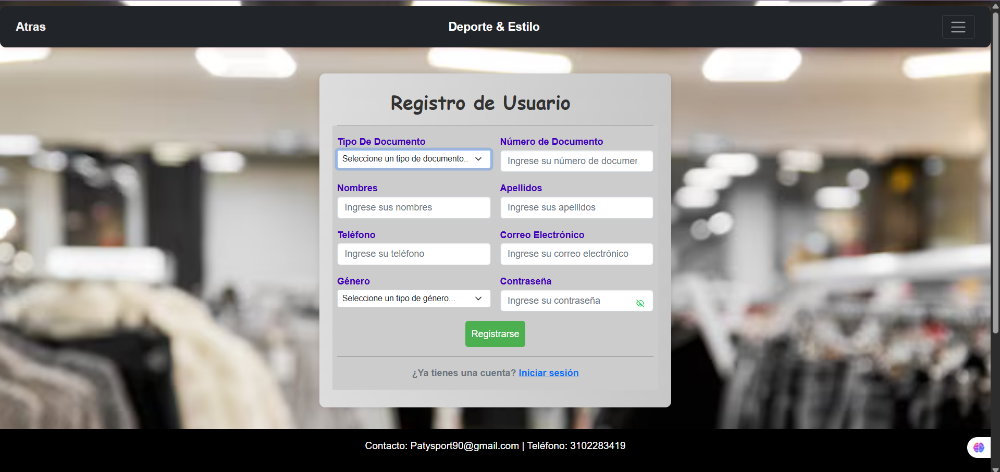 Atras
Deporte & Estilo
Registro de Usuario
Tipo De Documento
Número de Documento
Seleccione un tipo de documento..
Ingrese su número de documer
Nombres
Apellidos
Ingrese sus nombres
Ingrese sus apellidos
Teléfono
Correo Electrónico
Ingrese su teléfono
Ingrese su correo electrónico
Género
Contraseña
Seleccione un tipo de género...
Ingrese su contraseña
Registrarse
¿Ya tienes una cuenta? Iniciar sesión
Contacto: Patysport90@gmail.com | Teléfono: 3102283419